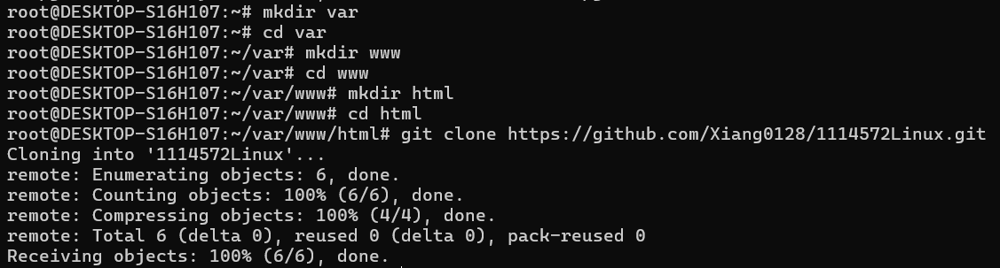 root@DESKTOP-S16H107:~# mkdir var
root@DESKTOP-S16H107:~# cd var
root@DESKTOP-S16H107:~/var# mkdir www
root@DESKTOP-S16H107:~/var# cd www
root@DESKTOP-S16H107:~/var/www# mkdir html
root@DESKTOP-S16H107:~/var/www# cd html
root@DESKTOP-S16H107:~/var/www/html# git clone https://github.com/Xiang0128/1114572Linux.git
Cloning into '1114572Linux'...
remote: Enumerating objects: 6, done.
remote: Counting objects: 100% (6/6), done.
remote: Compressing objects: 100% (4/4), done.
remote: Total 6 (delta 0), reused 0 (delta 0), pack-reused 0
Receiving objects: 100% (6/6), done.